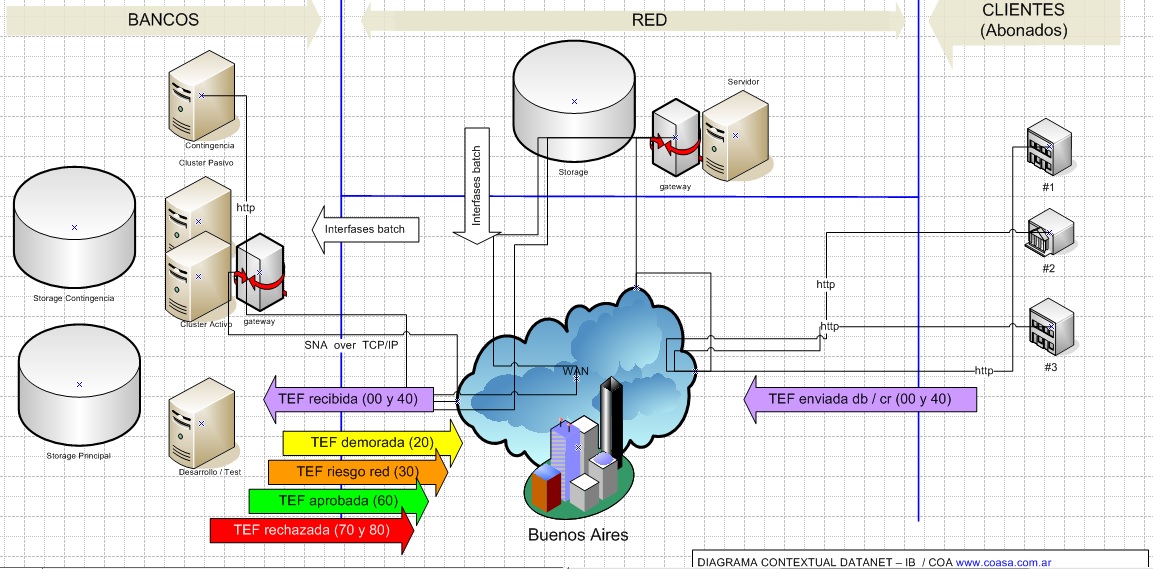 BANCOS
RED
CLIENTES
(Abonados)
Servidor
Contingencia
Cluster Pasivo
Storage
gateway
#1
http
Interfases batch
Interfases batch
#2
Storage Contingencia
Cluster Activo
gateway
http
http
SNA over TCP/IP
#3
WAN
http
TEF recibida (00 y 40)
TEF enviada db / cr (00 y 40)
TEF demorada (20)
Storage Principal
Desarrollo / Test
TEF riesgo red (30)
TEF aprobada (60)
TEF rechazada (70 y 80)
Buenos Aires
DIAGRAMA CONTEXTUAL DATANET – IB / COA www.coasa.com.ar